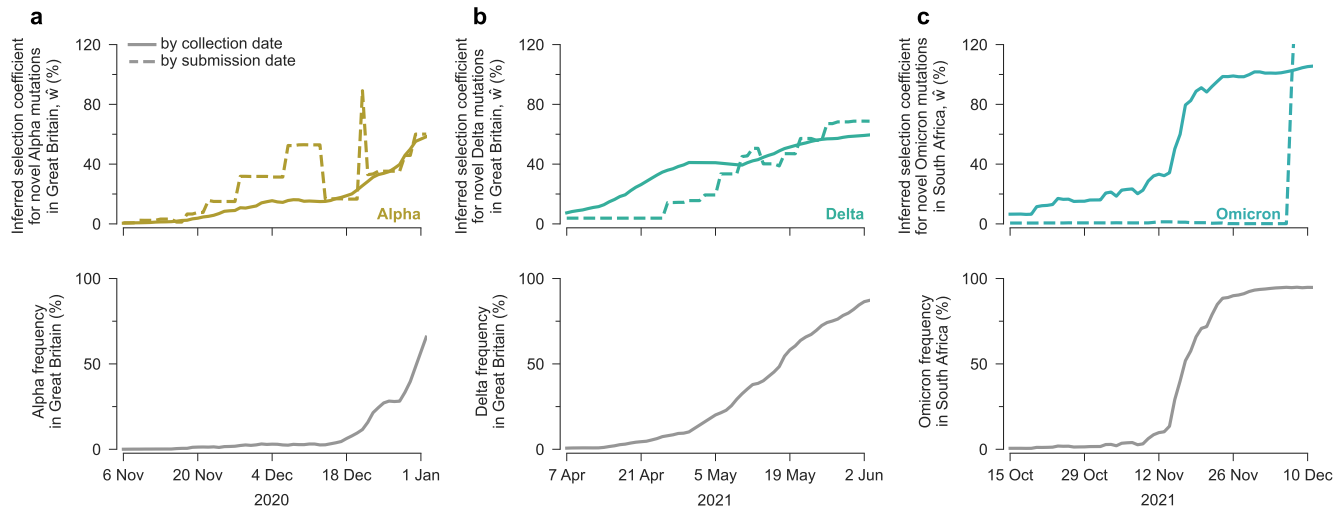 a
by collection date
by submission date
Inferred selection coefficient
for novel Alpha mutations
in Great Britain, ŵ (%)
120
80
40
0
Alpha
Alpha frequency
in Great Britain (%)
100
50
0
6 Nov
20 Nov
4 Dec
18 Dec
1 Jan
2020
b
Inferred selection coefficient
for novel Delta mutations
in Great Britain, ŵ (%)
120
80
40
0
Delta
Delta frequency
in Great Britain (%)
100
50
0
7 Apr
21 Apr
5 May
19 May
2 Jun
2021
c
Inferred selection coefficient
for novel Omicron mutations
in South Africa, ŵ (%)
120
80
40
0
Omicron
Omicron frequency
in South Africa (%)
100
50
0
15 Oct
29 Oct
12 Nov
26 Nov
10 Dec
2021